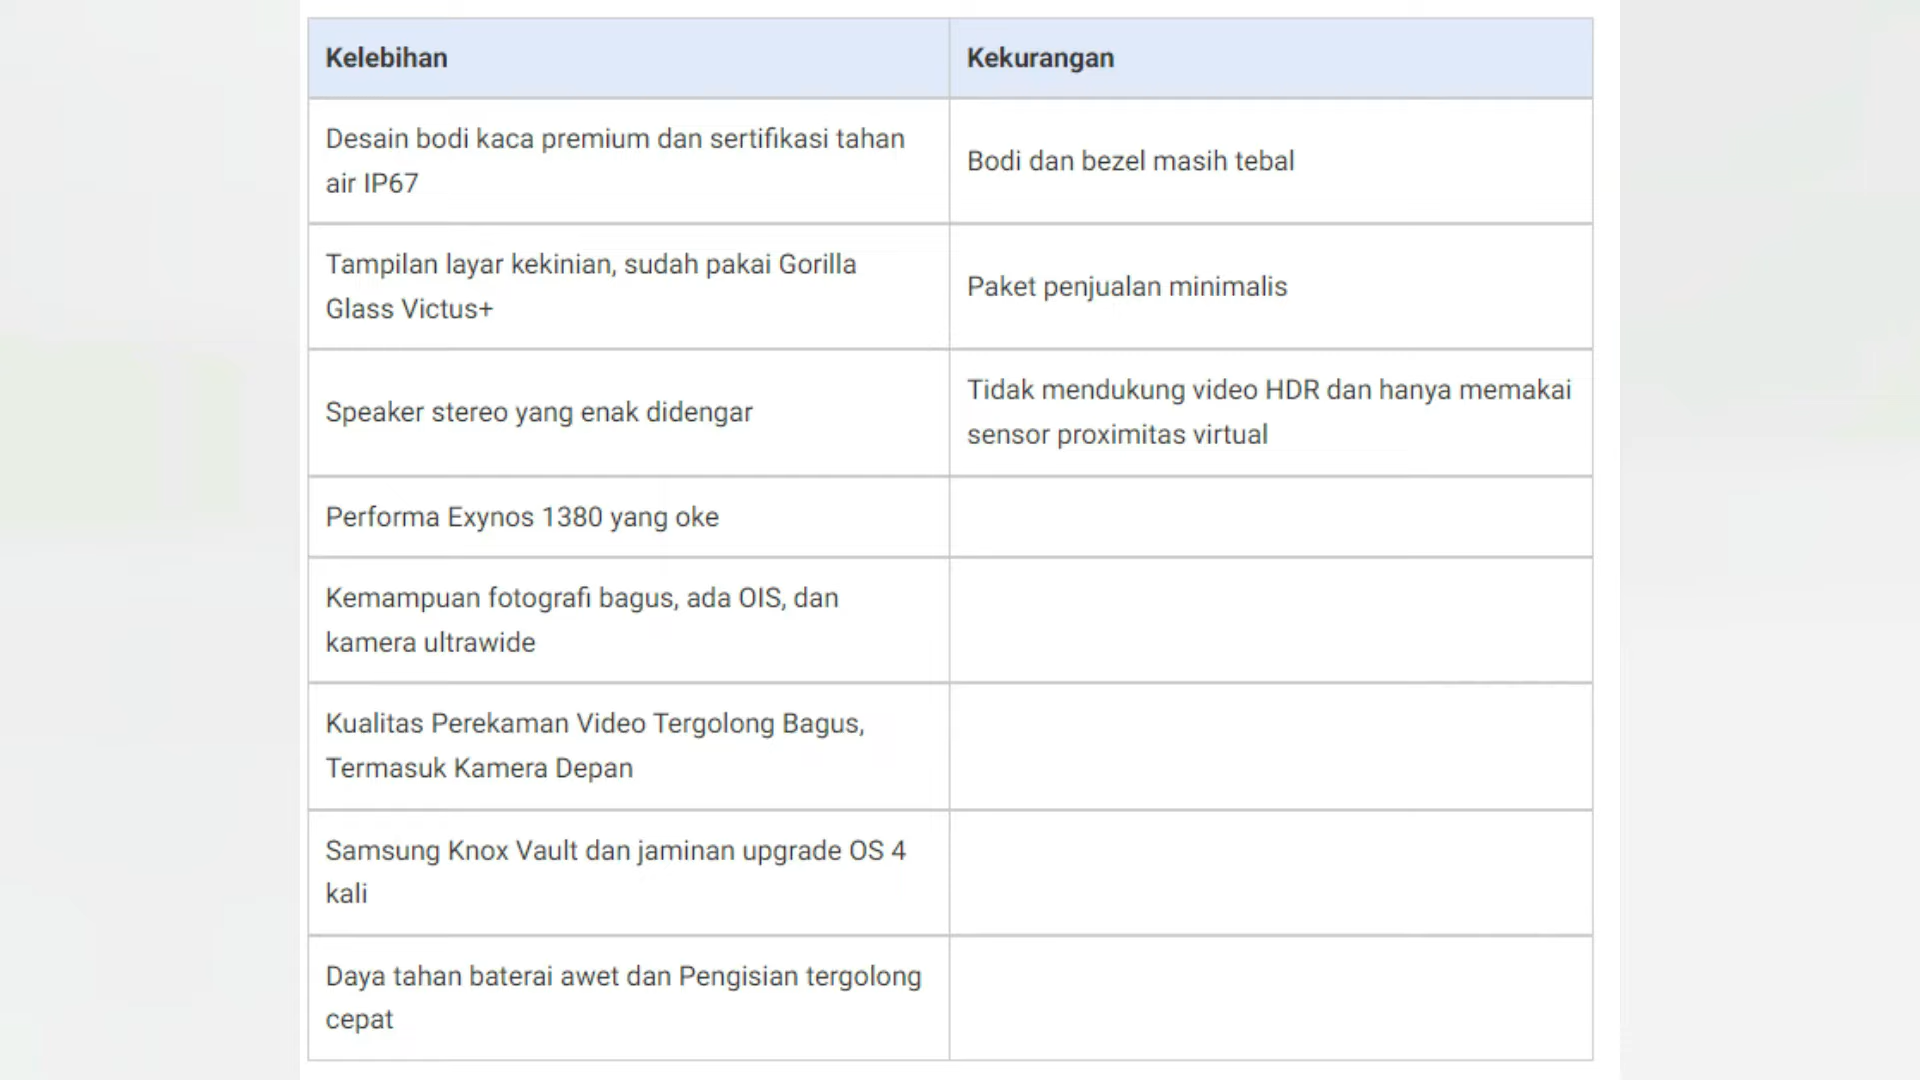 Kelebihan
Kekurangan
Desain bodi kaca premium dan sertifikasi tahan
air IP67
Bodi dan bezel masih tebal
Tampilan layar kekinian, sudah pakai Gorilla
Glass Victus+
Paket penjualan minimalis
Speaker stereo yang enak didengar
Tidak mendukung video HDR dan hanya memakai
sensor proximitas virtual
Performa Exynos 1380 yang oke
Kemampuan fotografi bagus, ada OIS, dan
kamera ultrawide
Kualitas Perekaman Video Tergolong Bagus,
Termasuk Kamera Depan
Samsung Knox Vault dan jaminan upgrade OS 4
kali
Daya tahan baterai awet dan Pengisian tergolong
cepat